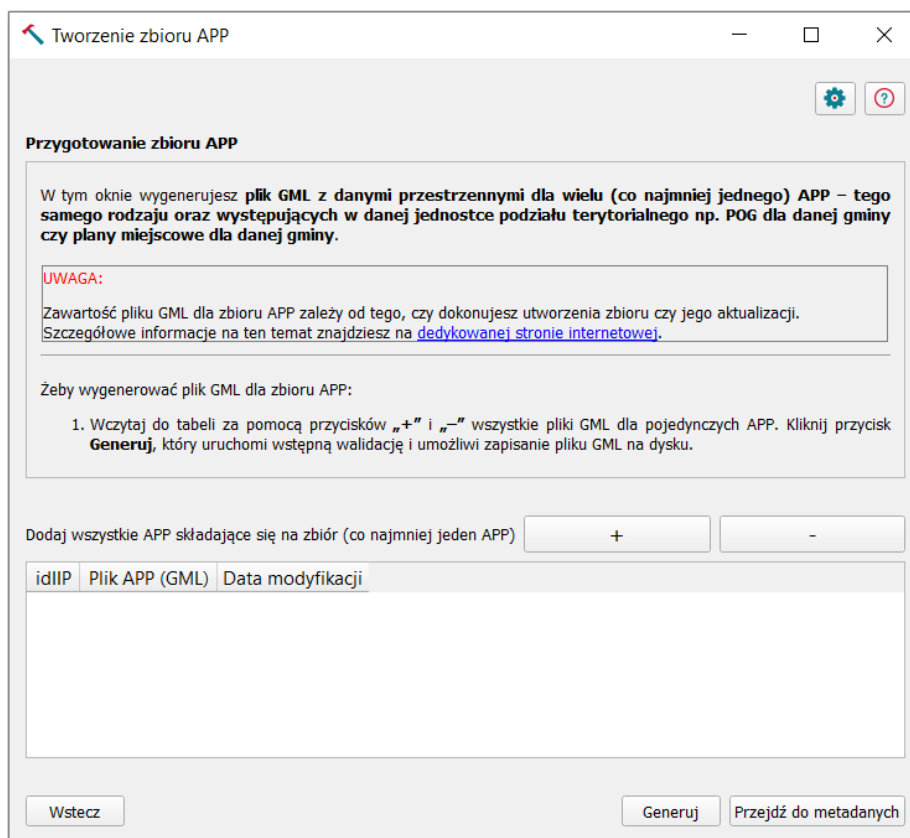 Tworzenie zbioru APP
Przygotowanie zbioru APP
W tym oknie wygenerujesz plik GML z danymi przestrzennymi dla wielu (co najmniej jednego) APP – tego
samego rodzaju oraz występujących w danej jednostce podziału terytorialnego np. POG dla danej gminy
czy plany miejscowe dla danej gminy.
UWAGA:
Zawartość pliku GML dla zbioru APP zależy od tego, czy dokonujesz utworzenia zbioru czy jego aktualizacji.
Szczegółowe informacje na ten temat znajdziesz na dedykowanej stronie internetowej.
Żeby wygenerować plik GML dla zbioru APP:
1. Wczytaj do tabeli za pomocą przycisków „+” i „–” wszystkie pliki GML dla pojedynczych APP. Kliknij przycisk
Generuj, który uruchomi wstępną walidację i umożliwi zapisanie pliku GML na dysku.
Dodaj wszystkie APP składające się na zbiór (co najmniej jeden APP) + -
idIIP Plik APP (GML) Data modyfikacji
Wstecz Generuj Przejdź do metadanych